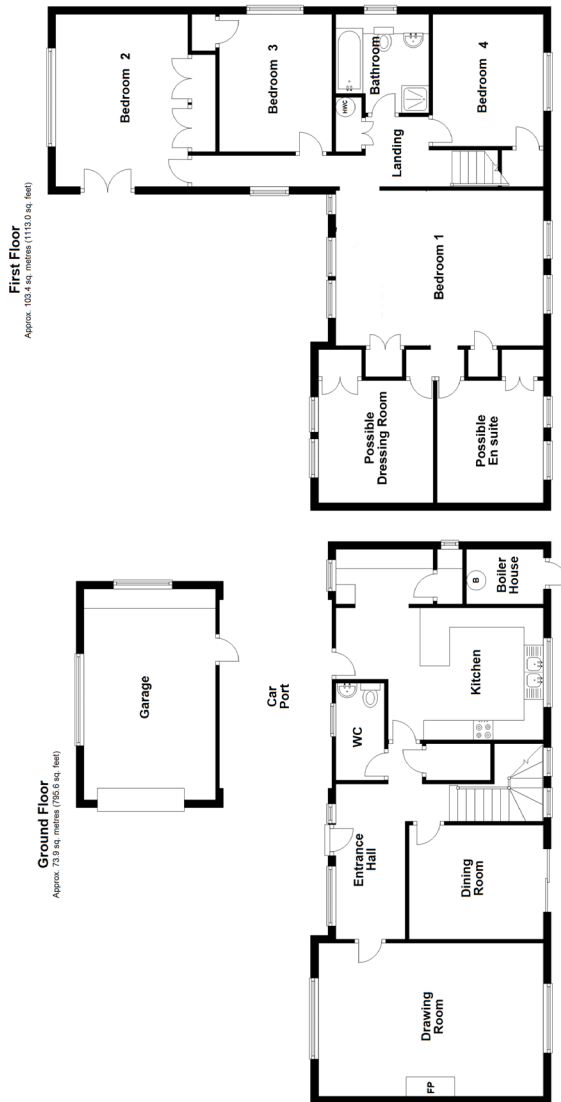 Ground Floor
Approx. 73.9 sq. metres (795.6 sq. feet)
Garage
Car
Port
Entrance
Hall
WC
Drawing
Room
FP
Dining
Room
Kitchen
B
Boiler
House
First Floor
Approx. 103.4 sq. metres (1113.0 sq. feet)
Bedroom 2
Bedroom 3
Bathroom
HWC
Bedroom 4
Landing
Bedroom 1
Possible
Dressing Room
Possible
En suite